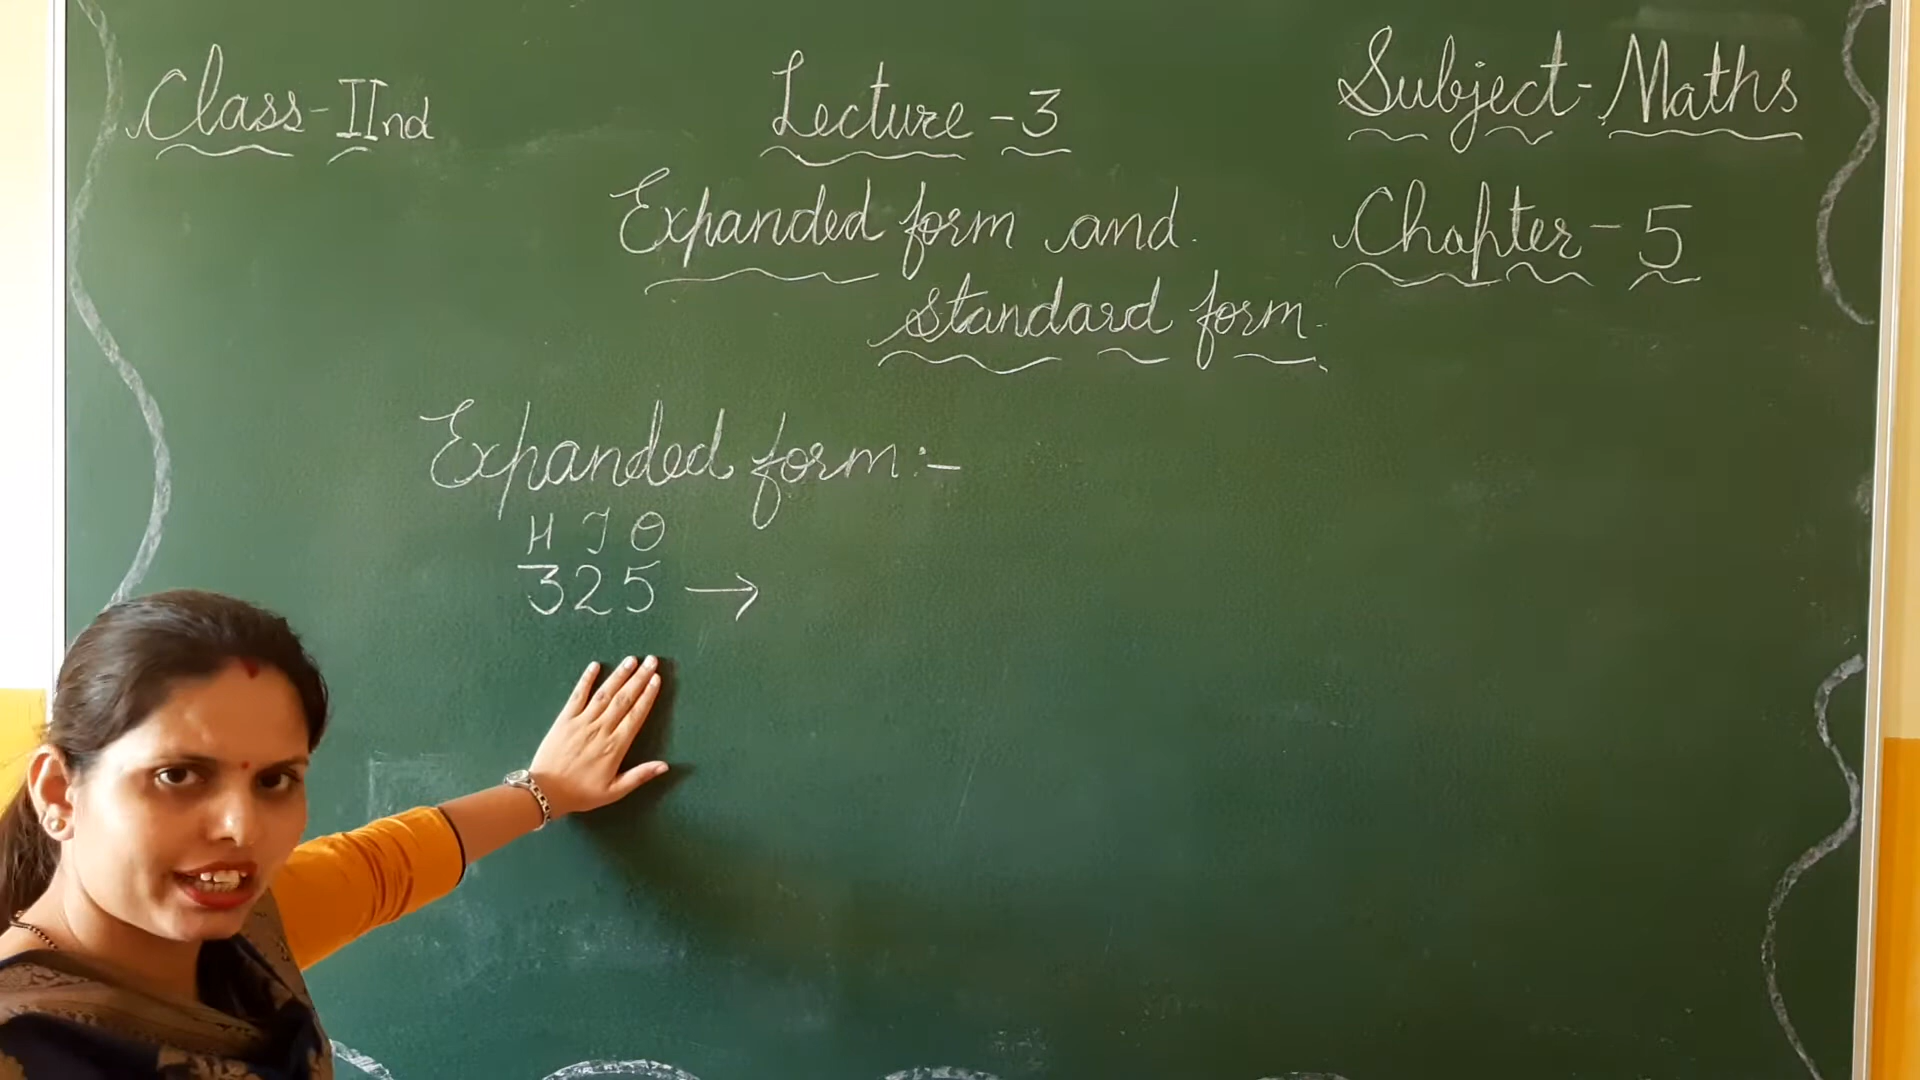 Class-IInd
Lecture-3
Subject-Maths
Expanded form and
standard form.
Chapter-5
Expanded form:-
H T O
325 →